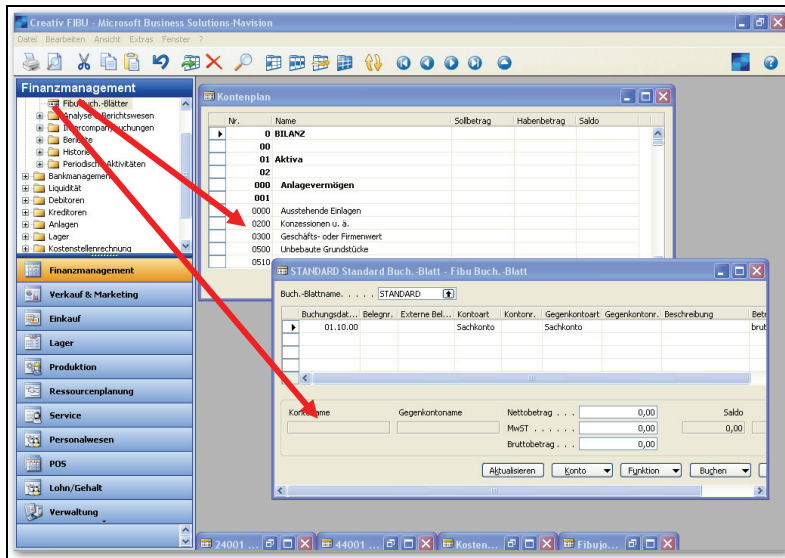 Creativ FIBU - Microsoft Business Solutions-Navision
Datei Bearbeiten Ansicht Extras Fenster ?
Finanzmanagement
Fibu Buch.-Blätter
Analyse Berichtswesen
Intercompany Buchungen
Berichte
Historie
Periodische Aktivitäten
Bankmanagement
Liquidität
Debitoren
Kreditoren
Anlagen
Lager
Kostenstellenrechnung
Finanzmanagement
Verkauf & Marketing
Einkauf
Lager
Produktion
Ressourcenplanung
Service
Personalwesen
POS
Lohn/Gehalt
Verwaltung
Kontenplan
Nr. Name Sollbetrag Habenbetrag Saldo
0 BILANZ
00
01 Aktiva
02
000 Anlagevermögen
001
0000 Ausstehende Einlagen
0200 Konzessionen u. ä.
0300 Geschäfts- oder Firmenwert
0500 Unbebaute Grundstücke
0510
STANDARD Standard Buch.-Blatt - Fibu Buch.-Blatt
Buch.-Blattname. . . . . STANDARD
Buchungsdat... Belegnr. Externe Bel... Kontoart Kontonr. Gegenkontoart Gegenkontonr. Beschreibung Betr
01.10.00 Sachkonto Sachkonto brut
Kontoname Gegenkontoname Nettobetrag . . . 0,00 Saldo
MwST . . . . . . 0,00 0,00
Bruttobetrag . . . 0,00
Aktualisieren Konto Funktion Buchen
24001 ... 44001 ... Kosten... Fibujo...